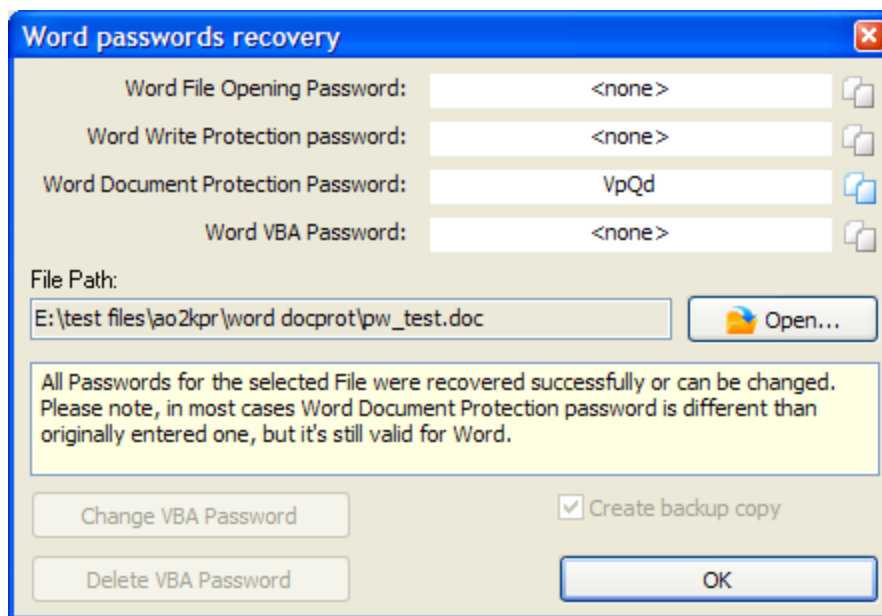 Word passwords recovery
Word File Opening Password: <none>
Word Write Protection password: <none>
Word Document Protection Password: VpQd
Word VBA Password: <none>
File Path:
E:\test files\ao2kpr\word docprot\pw_test.doc Open...
All Passwords for the selected File were recovered successfully or can be changed.
Please note, in most cases Word Document Protection password is different than
originally entered one, but it's still valid for Word.
Change VBA Password Create backup copy
Delete VBA Password OK